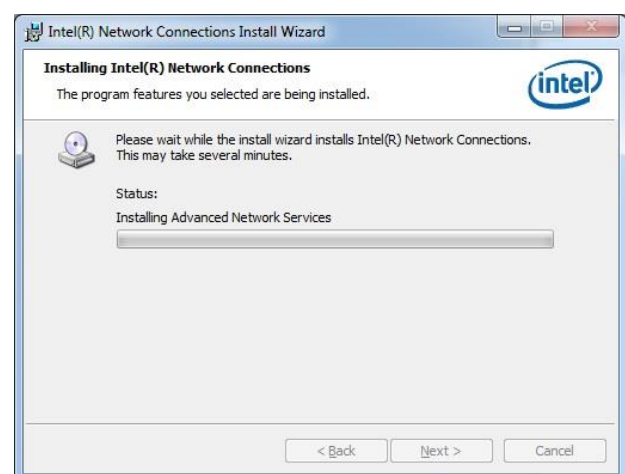 Intel(R) Network Connections Install Wizard
Installing Intel(R) Network Connections
The program features you selected are being installed.
intel
Please wait while the install wizard installs Intel(R) Network Connections.
This may take several minutes.
Status:
Installing Advanced Network Services
< Back
Next >
Cancel